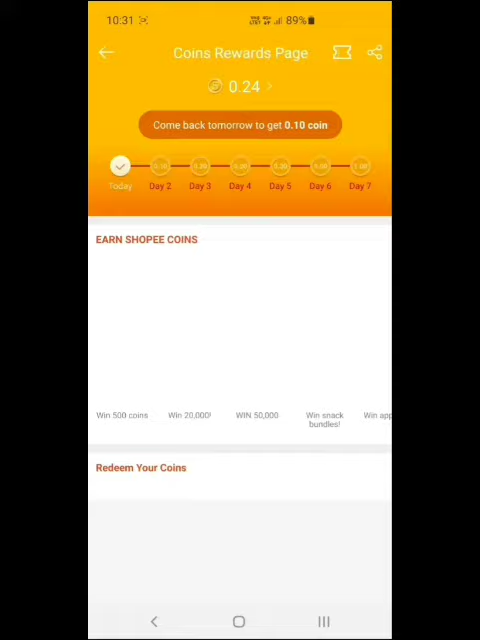 10:31
89%
Coins Rewards Page
0.24 >
Come back tomorrow to get 0.10 coin
Today Day 2 Day 3 Day 4 Day 5 Day 6 Day 7
EARN SHOPEE COINS
Win 500 coins Win 20,000! WIN 50,000 Win snack bundles! Win app
Redeem Your Coins